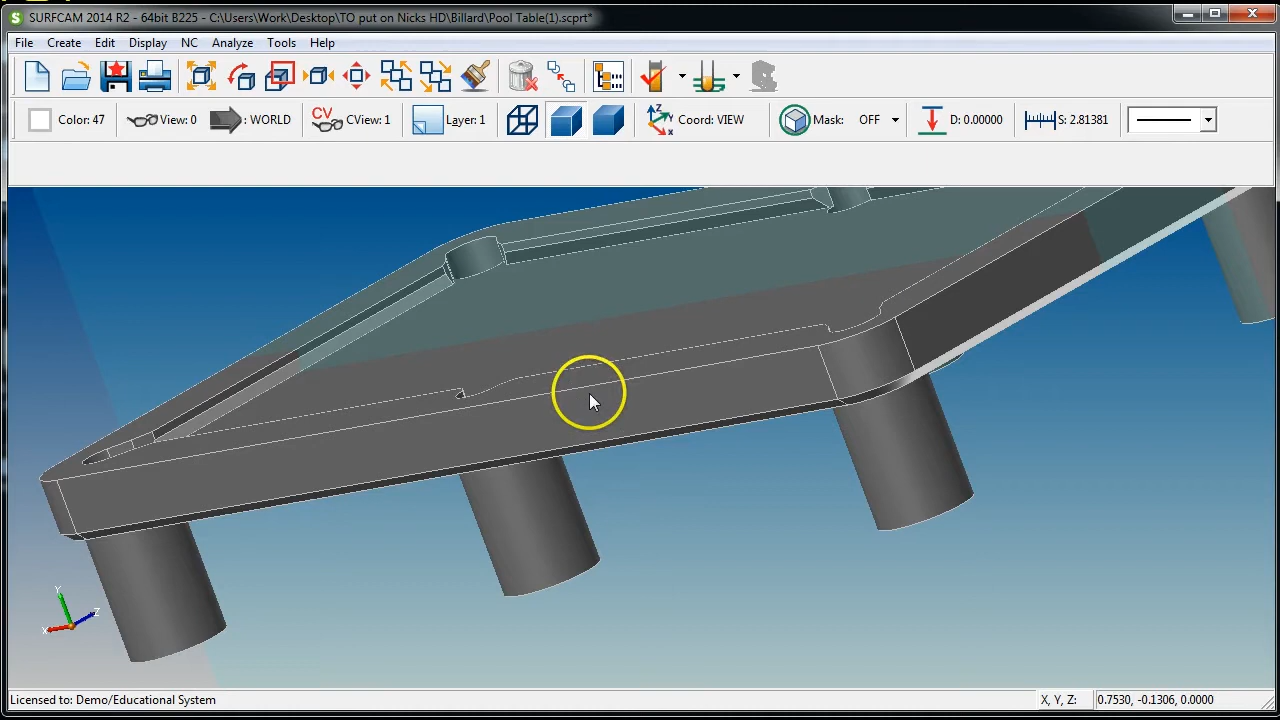 SURFCAM 2014 R2 - 64bit B225 - C:\Users\Work\Desktop\TO put on Nicks HD\Billard\Pool Table(1).scprt*
File Create Edit Display NC Analyze Tools Help
Color: 47 View: 0 : WORLD CV CView: 1 Layer: 1 Z Y X Coord: VIEW Mask: OFF D: 0.00000 S: 2.81381
Y
Z
X
Licensed to: Demo/Educational System X, Y, Z: 0.7530, -0.1306, 0.0000